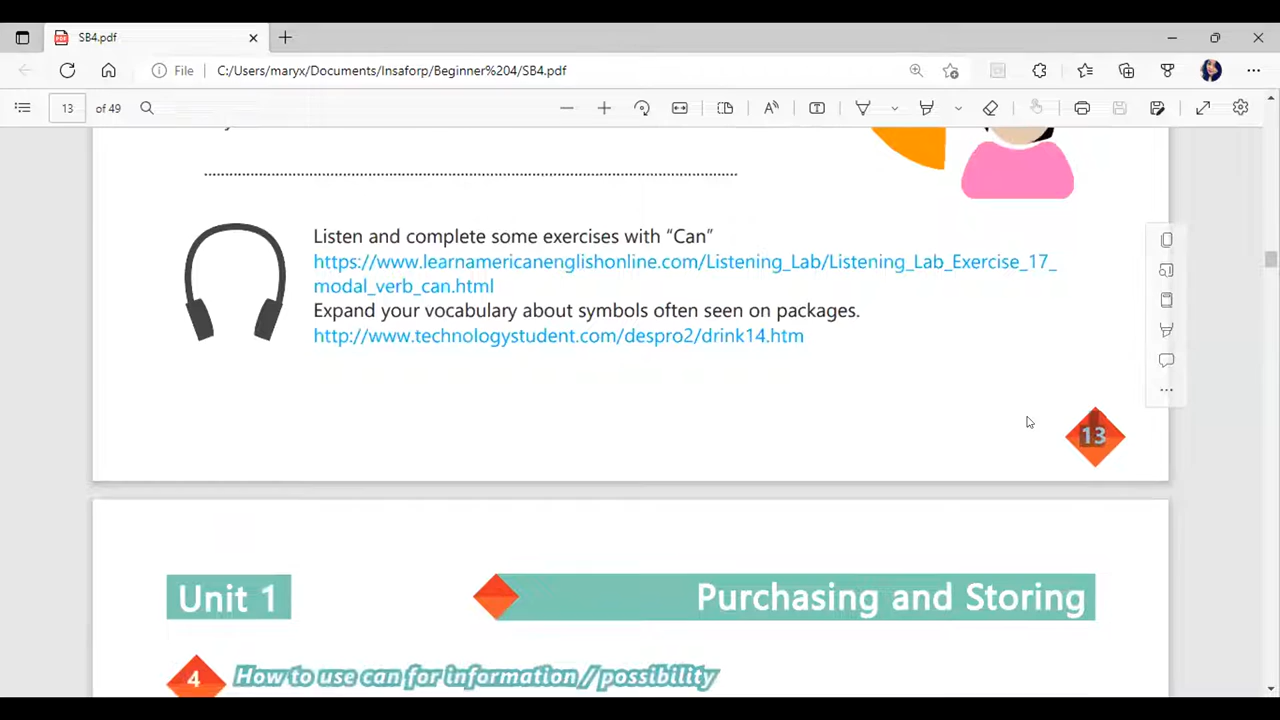 SB4.pdf
File C:/Users/maryx/Documents/Insaforp/Beginner%204/SB4.pdf
13 of 49
Listen and complete some exercises with “Can”
https://www.learnamericanenglishonline.com/Listening_Lab/Listening_Lab_Exercise_17_
modal_verb_can.html
Expand your vocabulary about symbols often seen on packages.
http://www.technologystudent.com/despro2/drink14.htm
13
Unit 1
Purchasing and Storing
4 How to use can for information / possibility